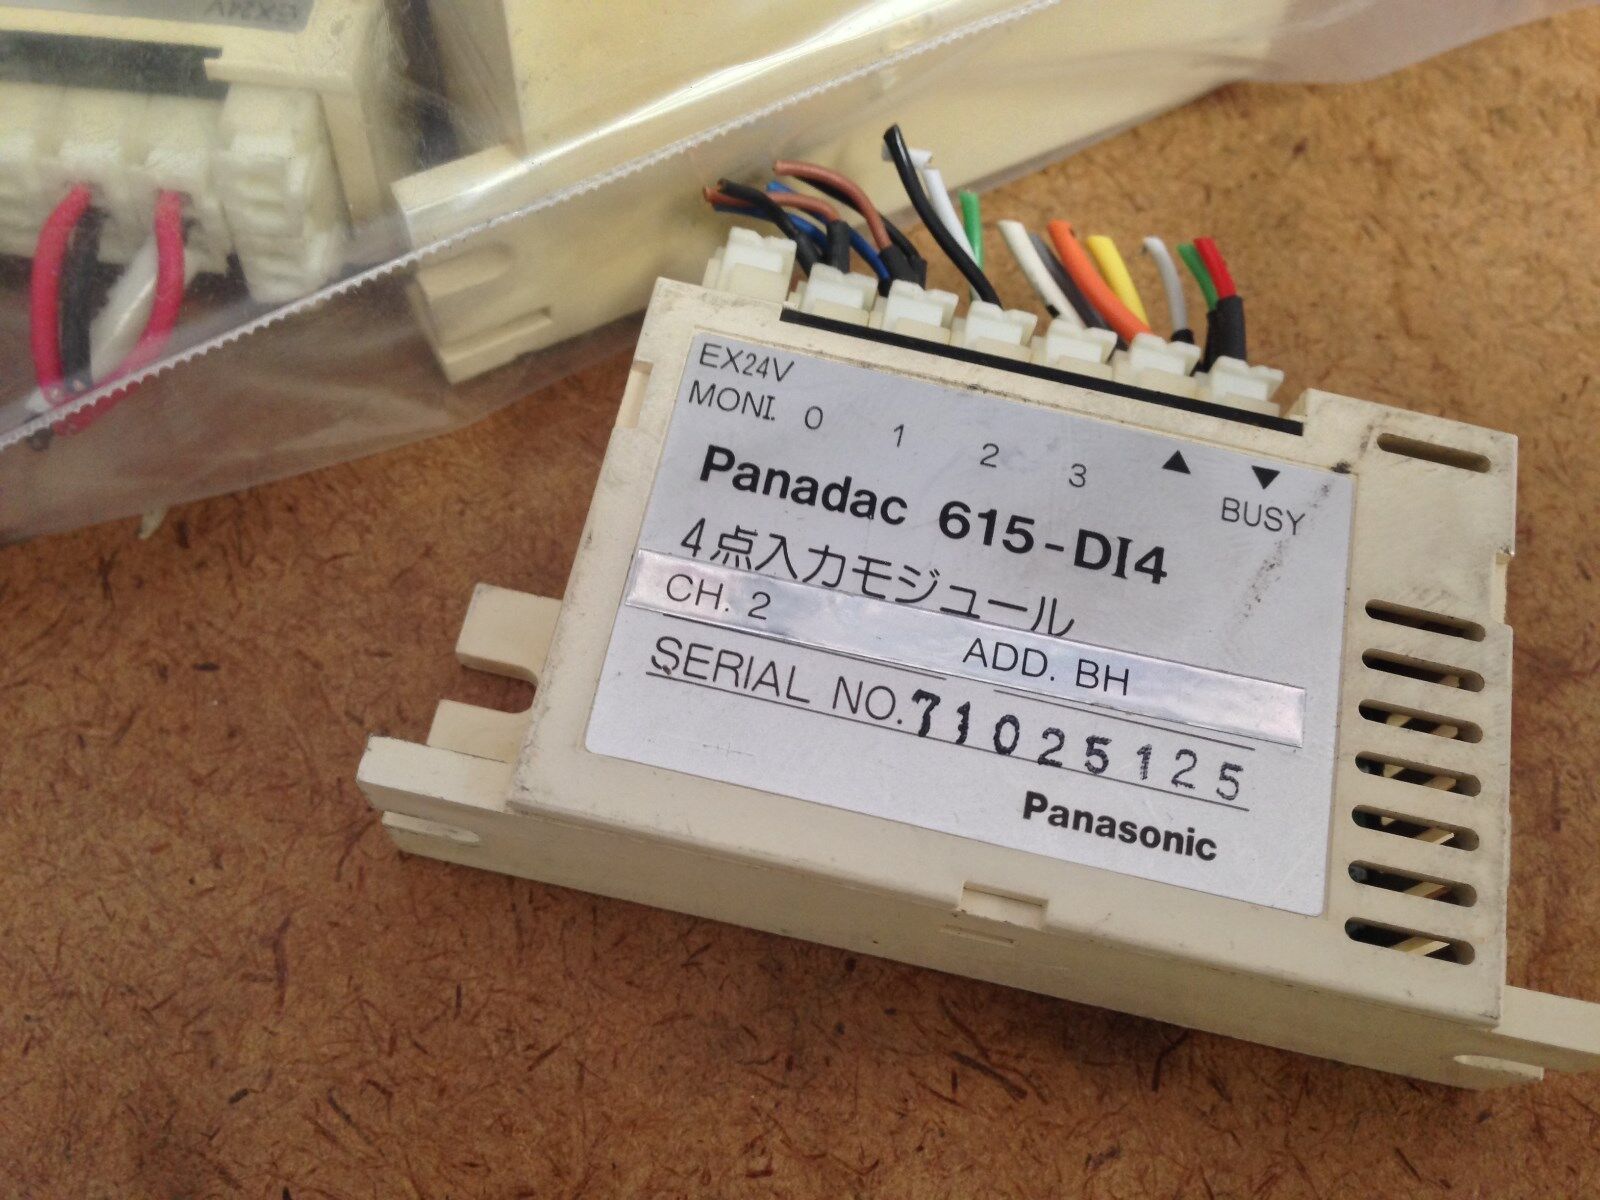 EX24V
EX24V
MONI. 0 1 2 3 ▲ ▼
BUSY
Panadac 615-DI4
4点入力モジュール
CH. 2 ADD. BH
SERIAL NO. 71025125
Panasonic